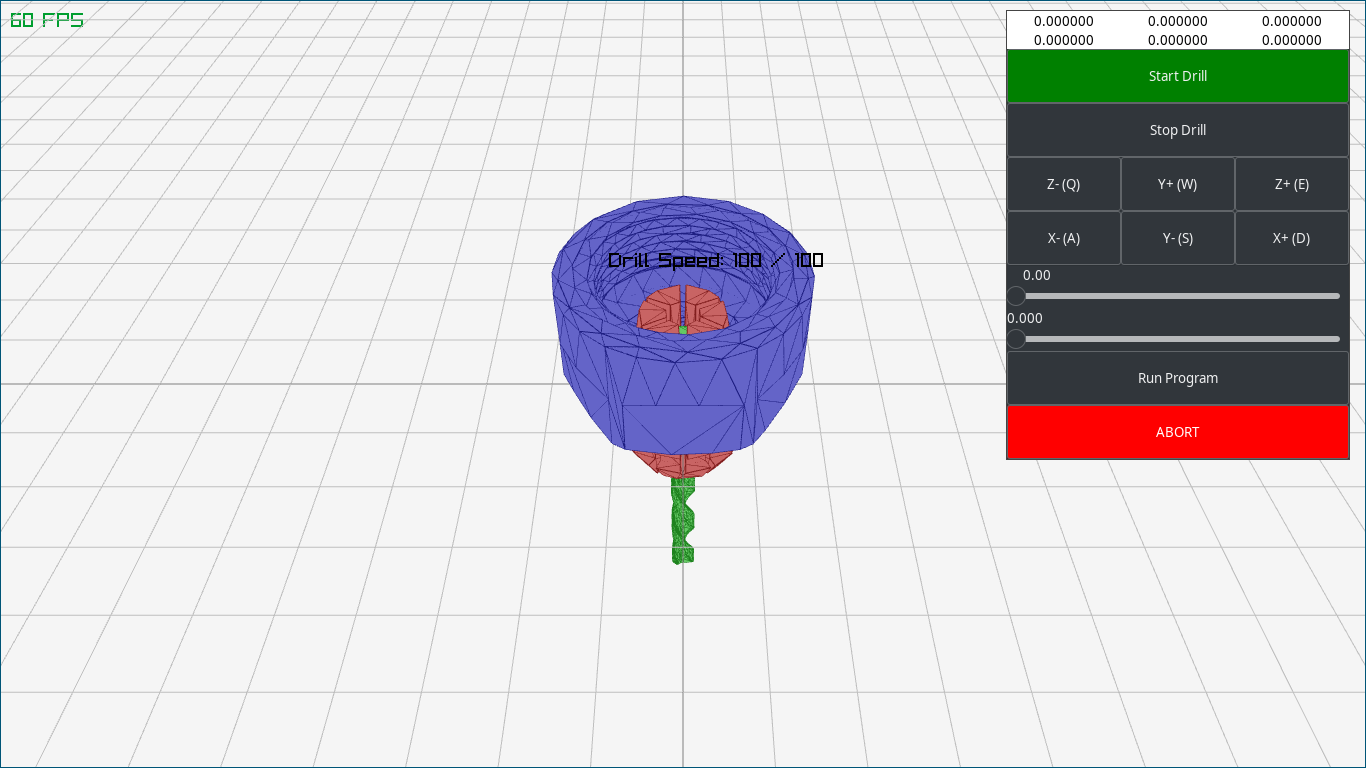 60 FPS
0.000000 0.000000 0.000000
0.000000 0.000000 0.000000
Start Drill
Stop Drill
Z- (Q) Y+ (W) Z+ (E)
X- (A) Y- (S) X+ (D)
Drill Speed: 100 / 100
0.00
0.000
Run Program
ABORT